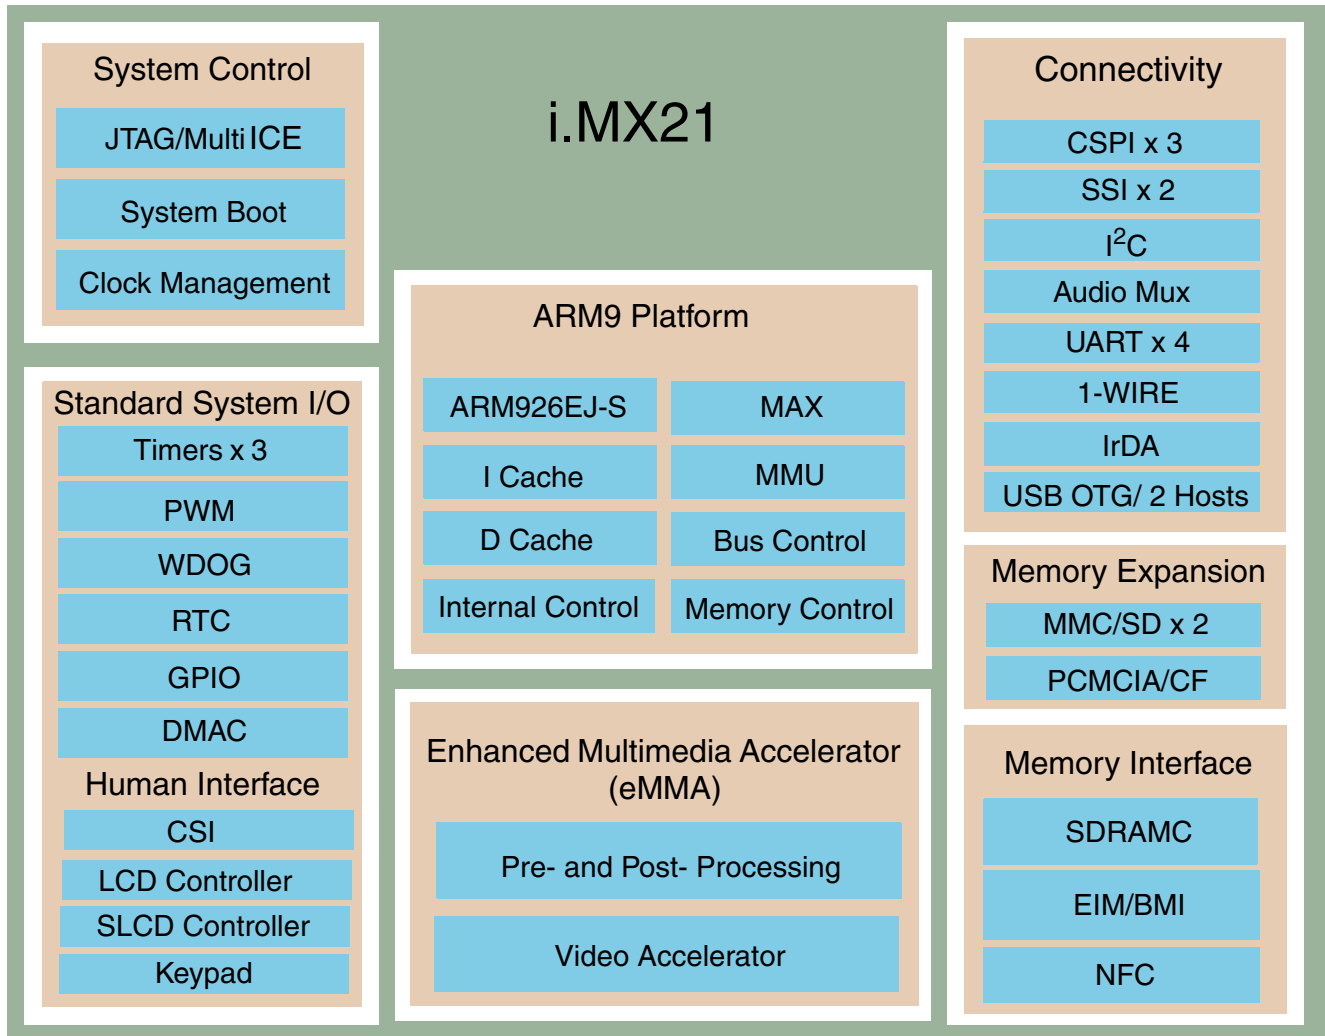 i.MX21
System Control
JTAG/Multi ICE
System Boot
Clock Management
Standard System I/O
Timers x 3
PWM
WDOG
RTC
GPIO
DMAC
Human Interface
CSI
LCD Controller
SLCD Controller
Keypad
ARM9 Platform
ARM926EJ-S
MAX
I Cache
MMU
D Cache
Bus Control
Internal Control
Memory Control
Enhanced Multimedia Accelerator
(eMMA)
Pre- and Post- Processing
Video Accelerator
Connectivity
CSPI x 3
SSI x 2
I²C
Audio Mux
UART x 4
1-WIRE
IrDA
USB OTG/ 2 Hosts
Memory Expansion
MMC/SD x 2
PCMCIA/CF
Memory Interface
SDRAMC
EIM/BMI
NFC